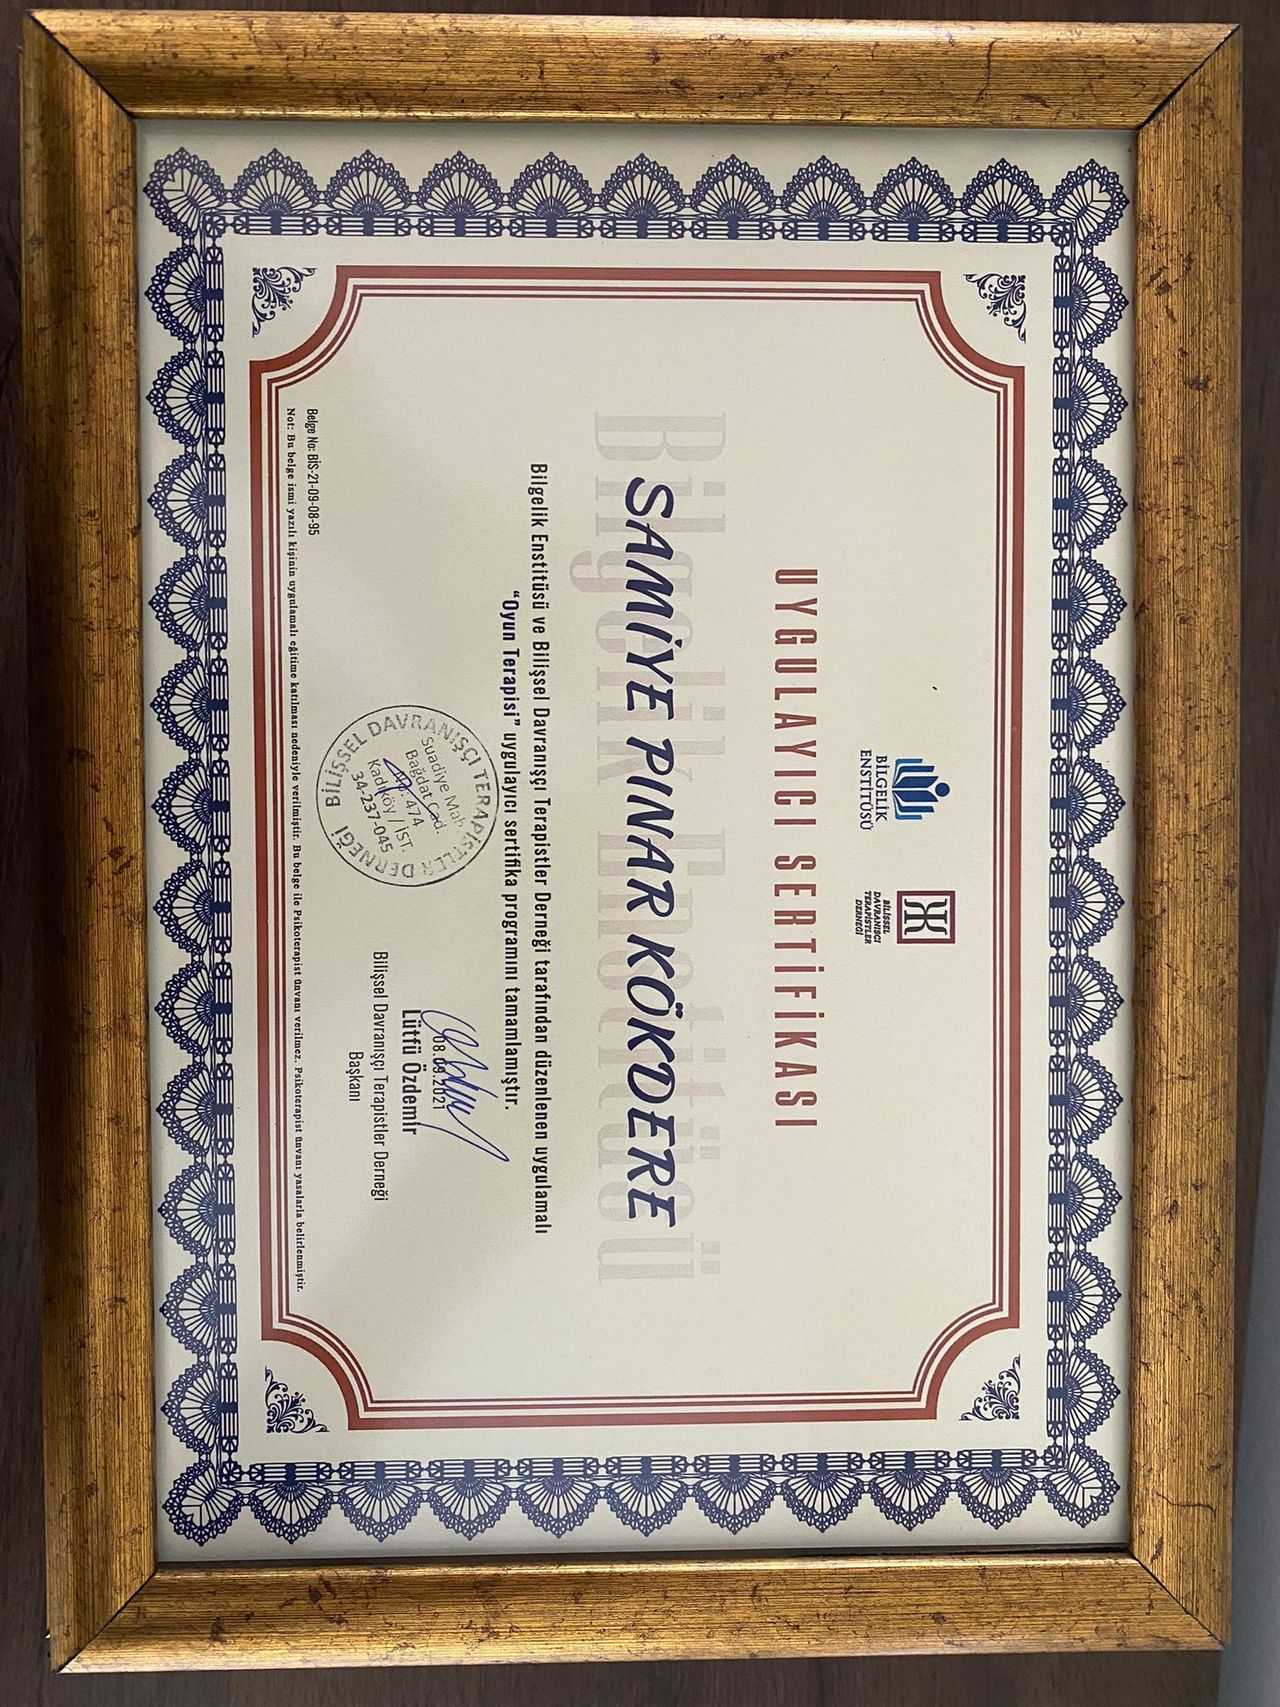 BİLGELİK
ENSTİTÜSÜ
BİLİŞSEL
DAVRANIŞÇI
TERAPİSTLER
DERNEĞİ
UYGULAYICI SERTİFİKASI
Bilgelik Enstitüsü
SAMİYE PINAR KÖKDERE
Bilgelik Enstitüsü ve Bilişsel Davranışçı Terapistler Derneği tarafından düzenlenen uygulamalı
“Oyun Terapisi” uygulayıcı sertifika programını tamamlamıştır.
BİLİŞSEL DAVRANIŞÇI TERAPİSTLER DERNEĞİ
Suadiye Mah.
Bağdat Cad.
474
Kadıköy / İST.
34-237-045
08.09.2021
Lütfü Özdemir
Bilişsel Davranışçı Terapistler Derneği
Başkanı
Belge No: BİS-21-09-08-95
Not: Bu belge ismi yazılı kişinin uygulamalı eğitime katılması nedeniyle verilmiştir. Bu belge ile Psikoterapist ünvanı verilmez. Psikoterapist ünvanı yasalarla belirlenmiştir.